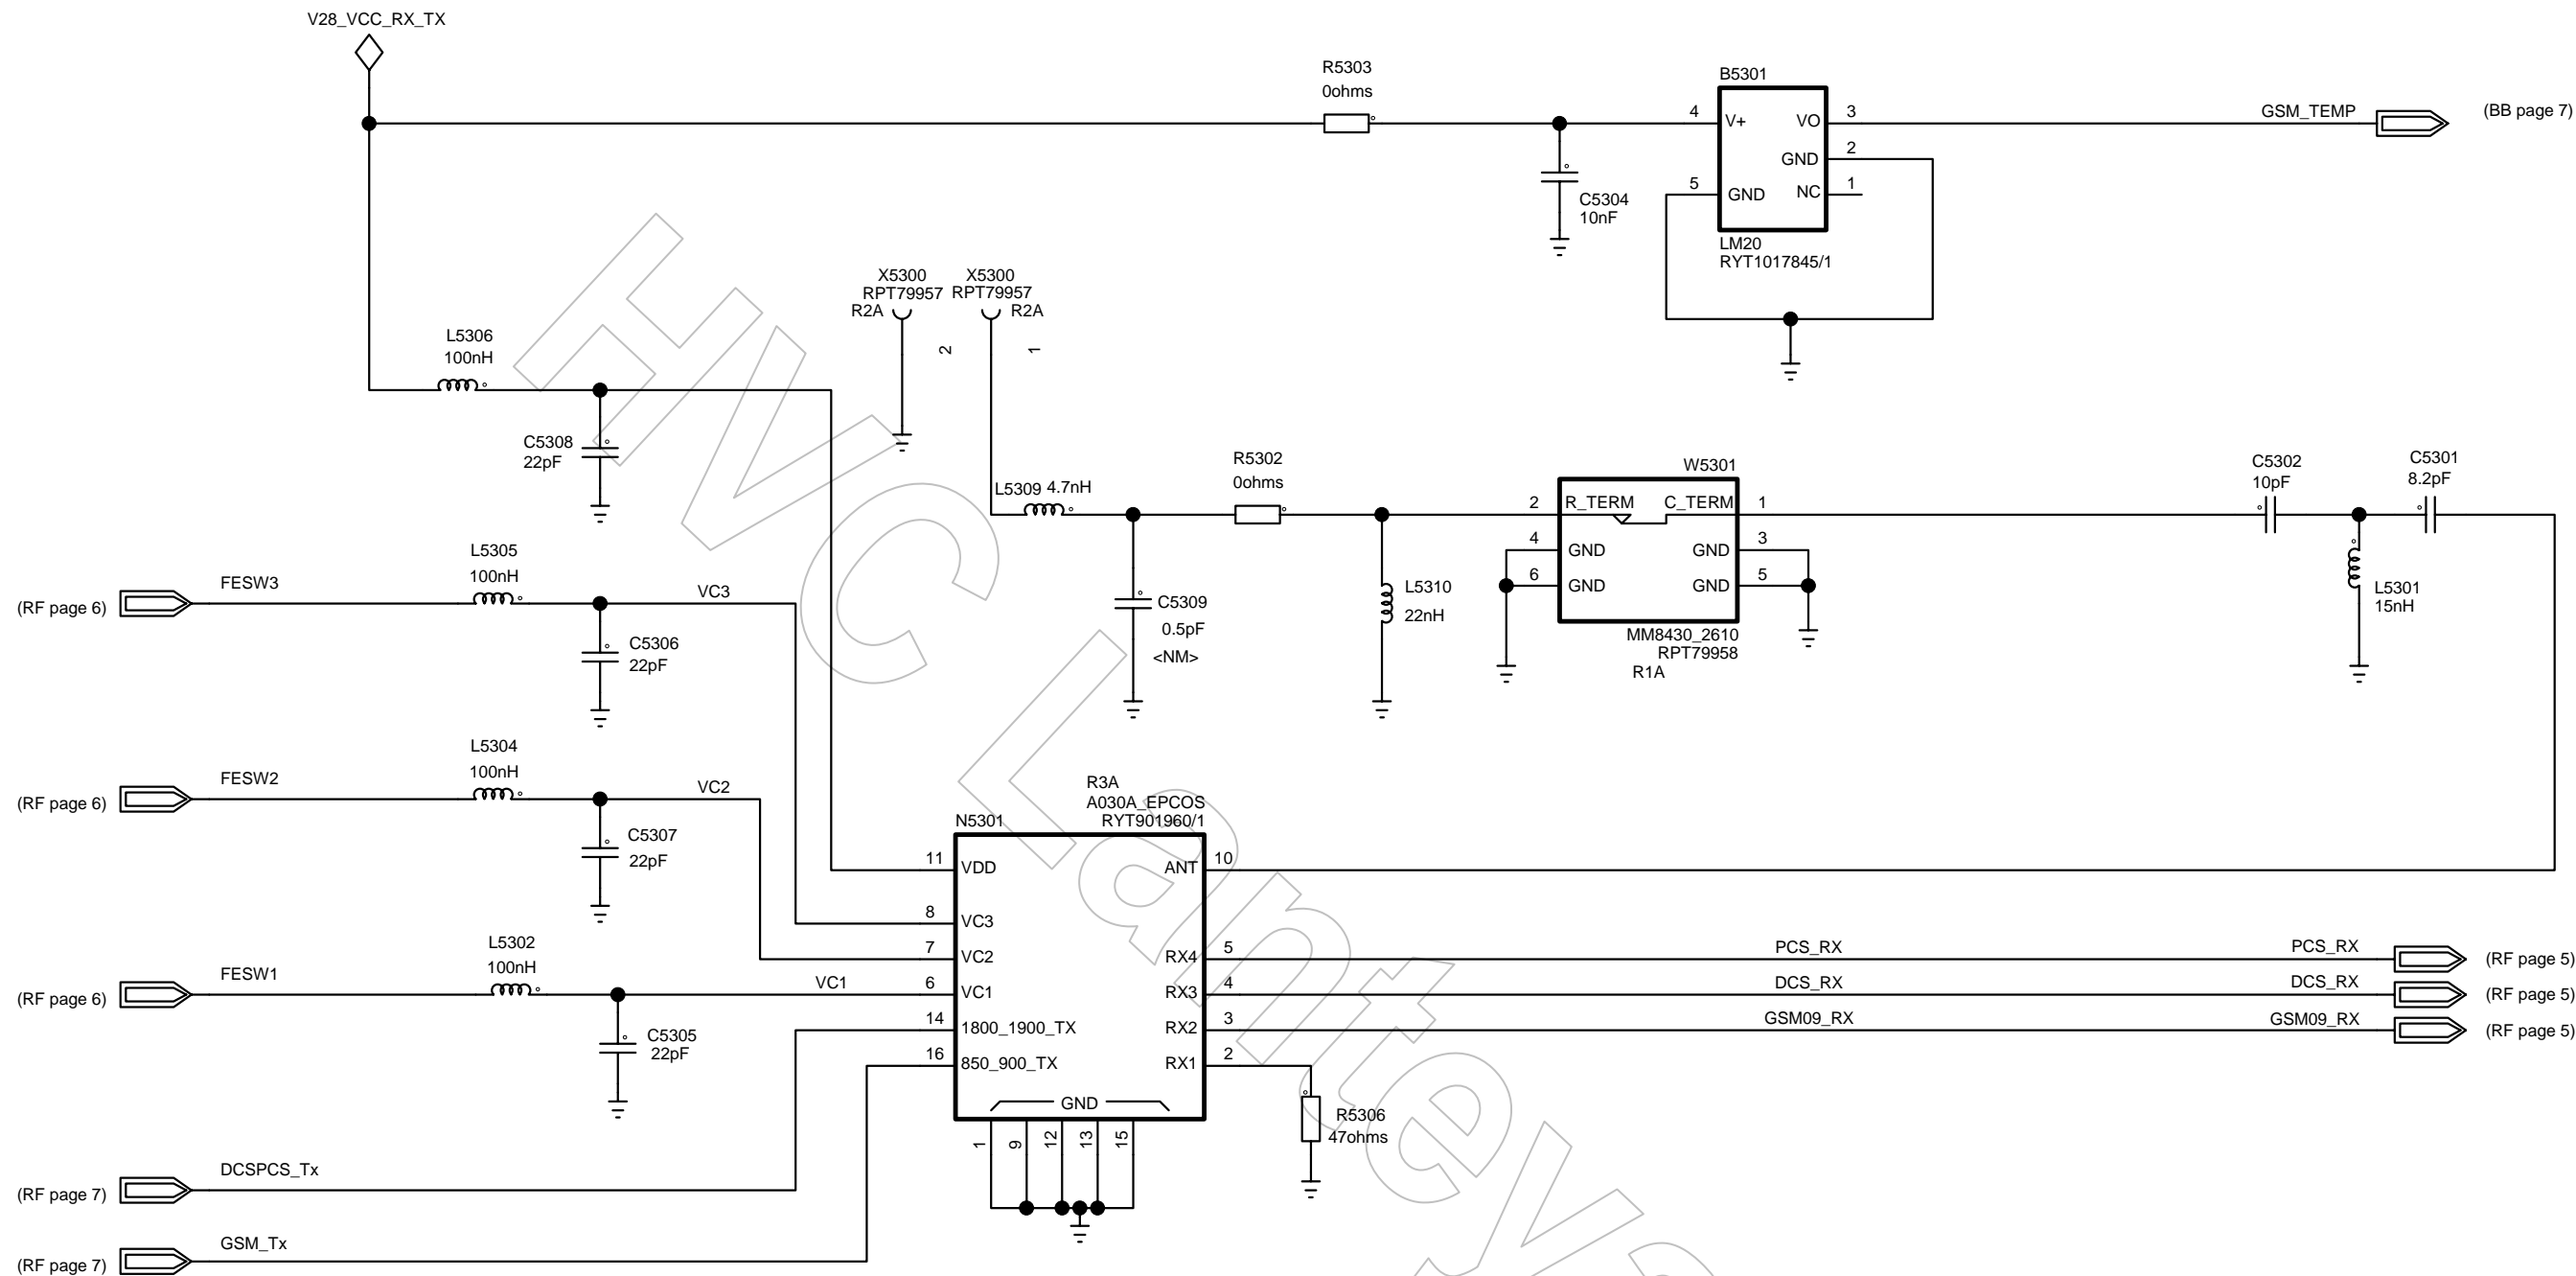 V28_VCC_RX_TX
R5303
0ohms
B5301
4
V+
VO
3
GSM_TEMP
(BB page 7)
GND
2
5
GND
NC
1
C5304
10nF
LM20
RYT1017845/1
X5300
RPT79957
R2A
2
X5300
RPT79957
R2A
1
L5306
100nH
C5308
22pF
L5309 4.7nH
R5302
0ohms
C5309
0.5pF
<NM>
L5310
22nH
W5301
2
R_TERM
C_TERM
1
4
GND
GND
3
6
GND
GND
5
MM8430_2610
RPT79958
R1A
C5302
10pF
C5301
8.2pF
L5301
15nH
(RF page 6)
FESW3
L5305
100nH
VC3
C5306
22pF
(RF page 6)
FESW2
L5304
100nH
VC2
C5307
22pF
(RF page 6)
FESW1
L5302
100nH
VC1
C5305
22pF
R3A
A030A_EPCOS
RYT901960/1
N5301
11
VDD
ANT
10
8
VC3
7
VC2
RX4
5
PCS_RX
PCS_RX
(RF page 5)
6
VC1
RX3
4
DCS_RX
DCS_RX
(RF page 5)
14
1800_1900_TX
RX2
3
GSM09_RX
GSM09_RX
(RF page 5)
16
850_900_TX
RX1
2
GND
1
9
12
13
15
R5306
47ohms
(RF page 7)
DCSPCS_Tx
(RF page 7)
GSM_Tx
HVC Lanteys